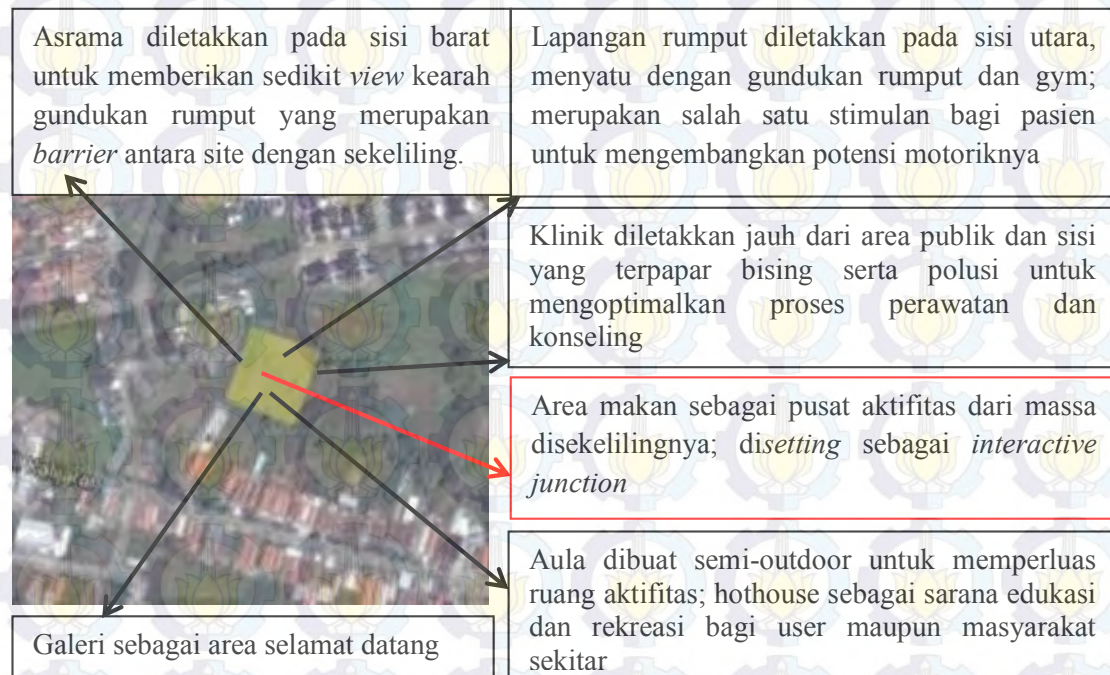 Asrama diletakkan pada sisi barat
untuk memberikan sedikit view kearah
gundukan rumput yang merupakan
barrier antara site dengan sekeliling.
Lapangan rumput diletakkan pada sisi utara,
menyatu dengan gundukan rumput dan gym;
merupakan salah satu stimulan bagi pasien
untuk mengembangkan potensi motoriknya
Klinik diletakkan jauh dari area publik dan sisi
yang terpapar bising serta polusi untuk
mengoptimalkan proses perawatan dan
konseling
Area makan sebagai pusat aktifitas dari massa
disekelilingnya; disetting sebagai interactive
junction
Aula dibuat semi-outdoor untuk memperluas
ruang aktifitas; hothouse sebagai sarana edukasi
dan rekreasi bagi user maupun masyarakat
sekitar
Galeri sebagai area selamat datang